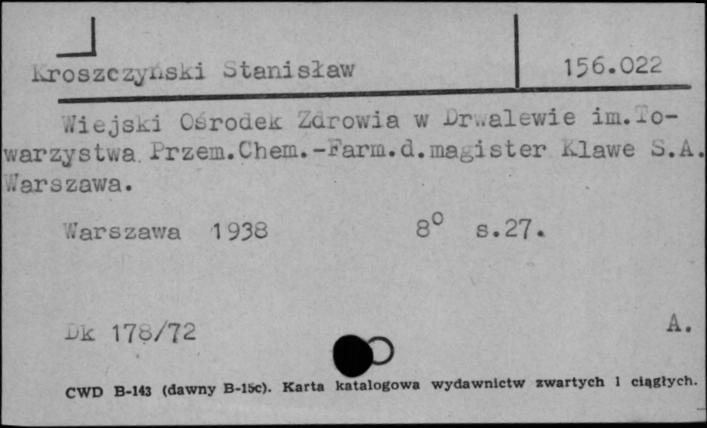 Kroszczyński Stanisław 156.022
Wiejski Ośrodek Zdrowia w Drwalewie im.To-
warzystwa Przem.Chem.-Farm.d.magister Klawe S.A.
Warszawa.
Warszawa 1938 8º s.27.
Dk 178/72 A.
CWD B-143 (dawny B-15c). Karta katalogowa wydawnictw zwartych i ciągłych.